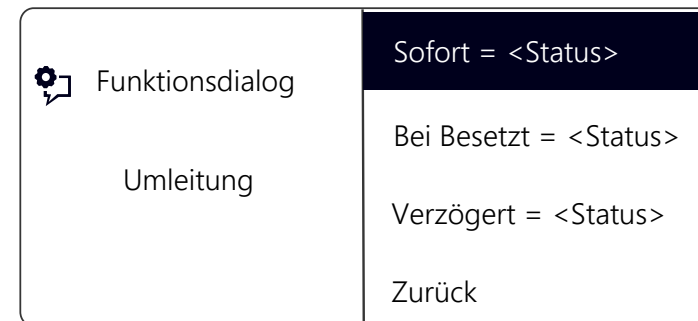 Funktionsdialog
Umleitung
Sofort = <Status>
Bei Besetzt = <Status>
Verzögert = <Status>
Zurück